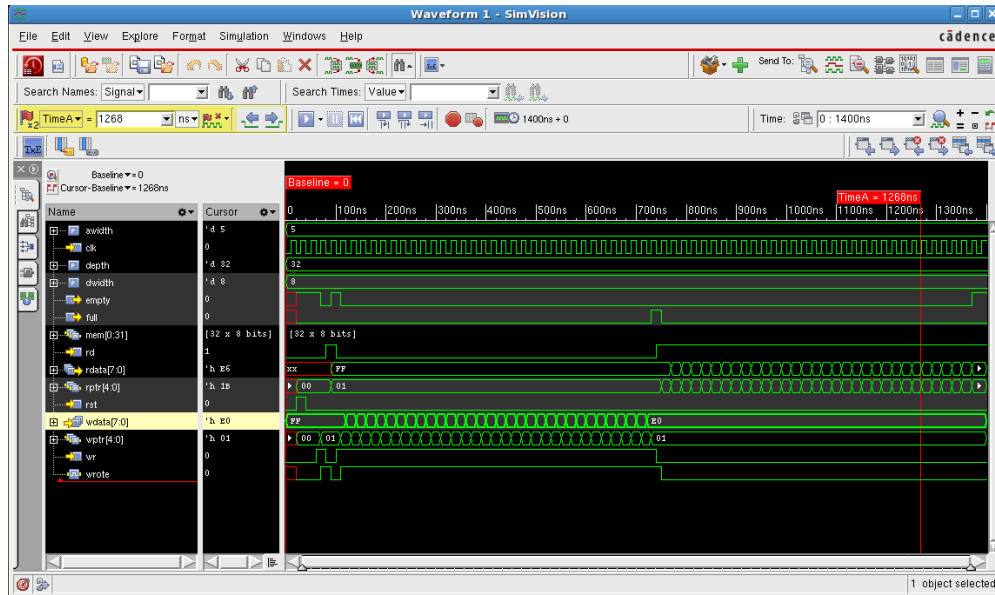 Waveform 1 - SimVision
File Edit View Explore Format Simulation Windows Help cādence
Send To:
Search Names: Signal Search Times: Value
x2 TimeA = 1268 ns 1400ns + 0 Time: 0 : 1400ns
TWE
Baseline = 0
Cursor-Baseline = 1268ns
Baseline = 0
TimeA = 1268ns
Name Cursor 0 100ns 200ns 300ns 400ns 500ns 600ns 700ns 800ns 900ns 1000ns 1100ns 1200ns 1300ns
awidth 'd 5 5
clk 0
depth 'd 32 32
dwidth 'd 8 8
empty 0
full 0
mem[0:31] [32 x 8 bits] [32 x 8 bits]
rd 1
rdata[7:0] 'h E6 xx FF
rptr[4:0] 'h 1B 00 01
rst 0
wdata[7:0] 'h E0 FF E0
wptr[4:0] 'h 01 00 01 01
wr 0
wrote 0
1 object selected